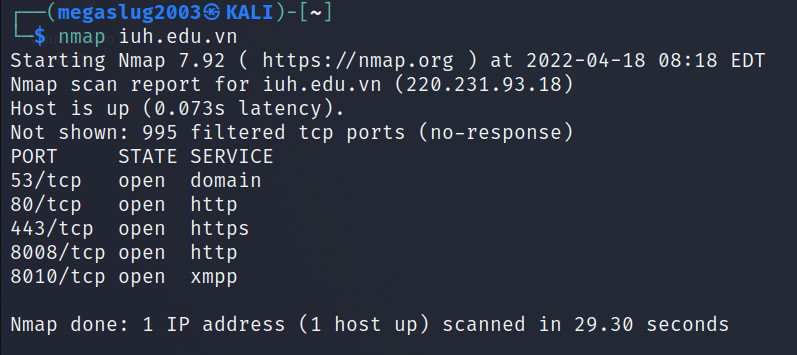 ┌──(megaslug2003㉿KALI)-[~]
└─$ nmap iuh.edu.vn
Starting Nmap 7.92 ( https://nmap.org ) at 2022-04-18 08:18 EDT
Nmap scan report for iuh.edu.vn (220.231.93.18)
Host is up (0.073s latency).
Not shown: 995 filtered tcp ports (no-response)
PORT     STATE SERVICE
53/tcp   open  domain
80/tcp   open  http
443/tcp  open  https
8008/tcp open  http
8010/tcp open  xmpp
Nmap done: 1 IP address (1 host up) scanned in 29.30 seconds